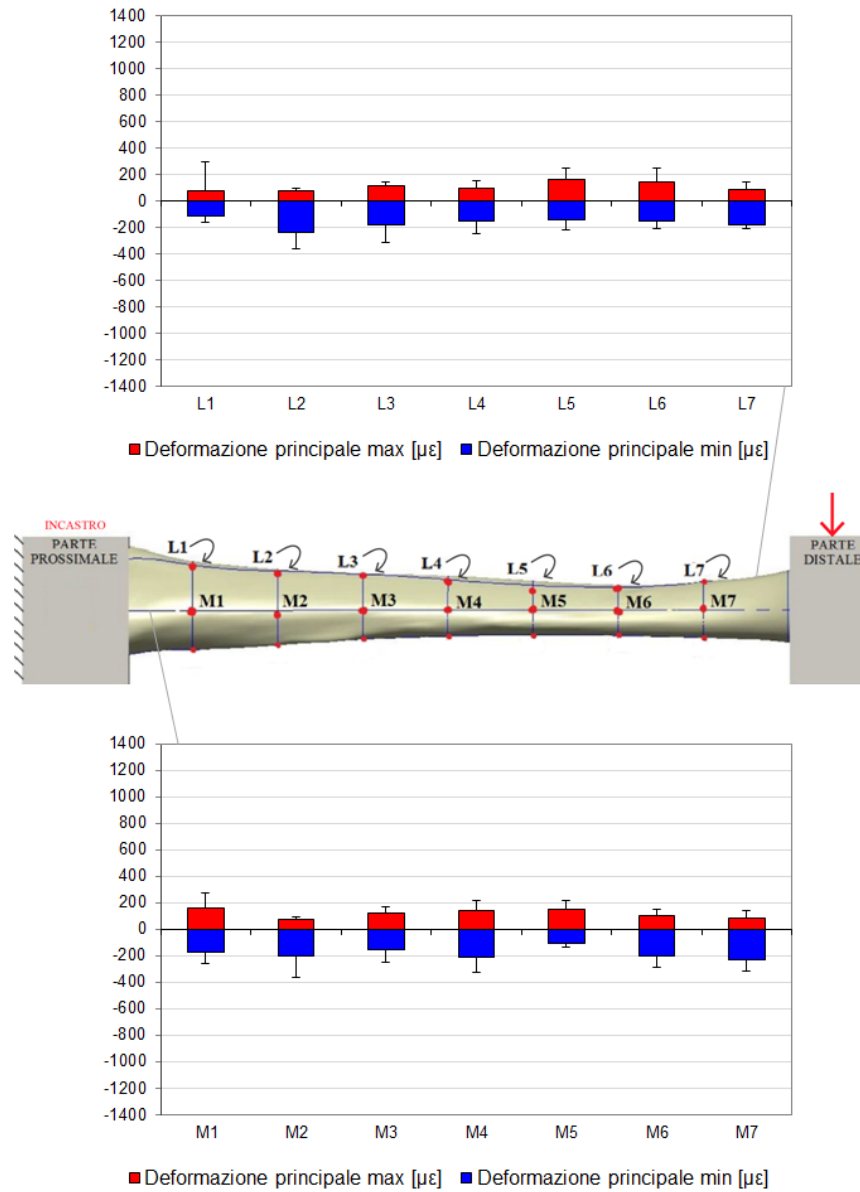 1400
1200
1000
800
600
400
200
0
-200
-400
-600
-800
-1000
-1200
-1400
L1 L2 L3 L4 L5 L6 L7
Deformazione principale max [µε] Deformazione principale min [µε]
INCASTRO
PARTE
PROSSIMALE
PARTE
DISTALE
L1 L2 L3 L4 L5 L6 L7
M1 M2 M3 M4 M5 M6 M7
1400
1200
1000
800
600
400
200
0
-200
-400
-600
-800
-1000
-1200
-1400
M1 M2 M3 M4 M5 M6 M7
Deformazione principale max [µε] Deformazione principale min [µε]